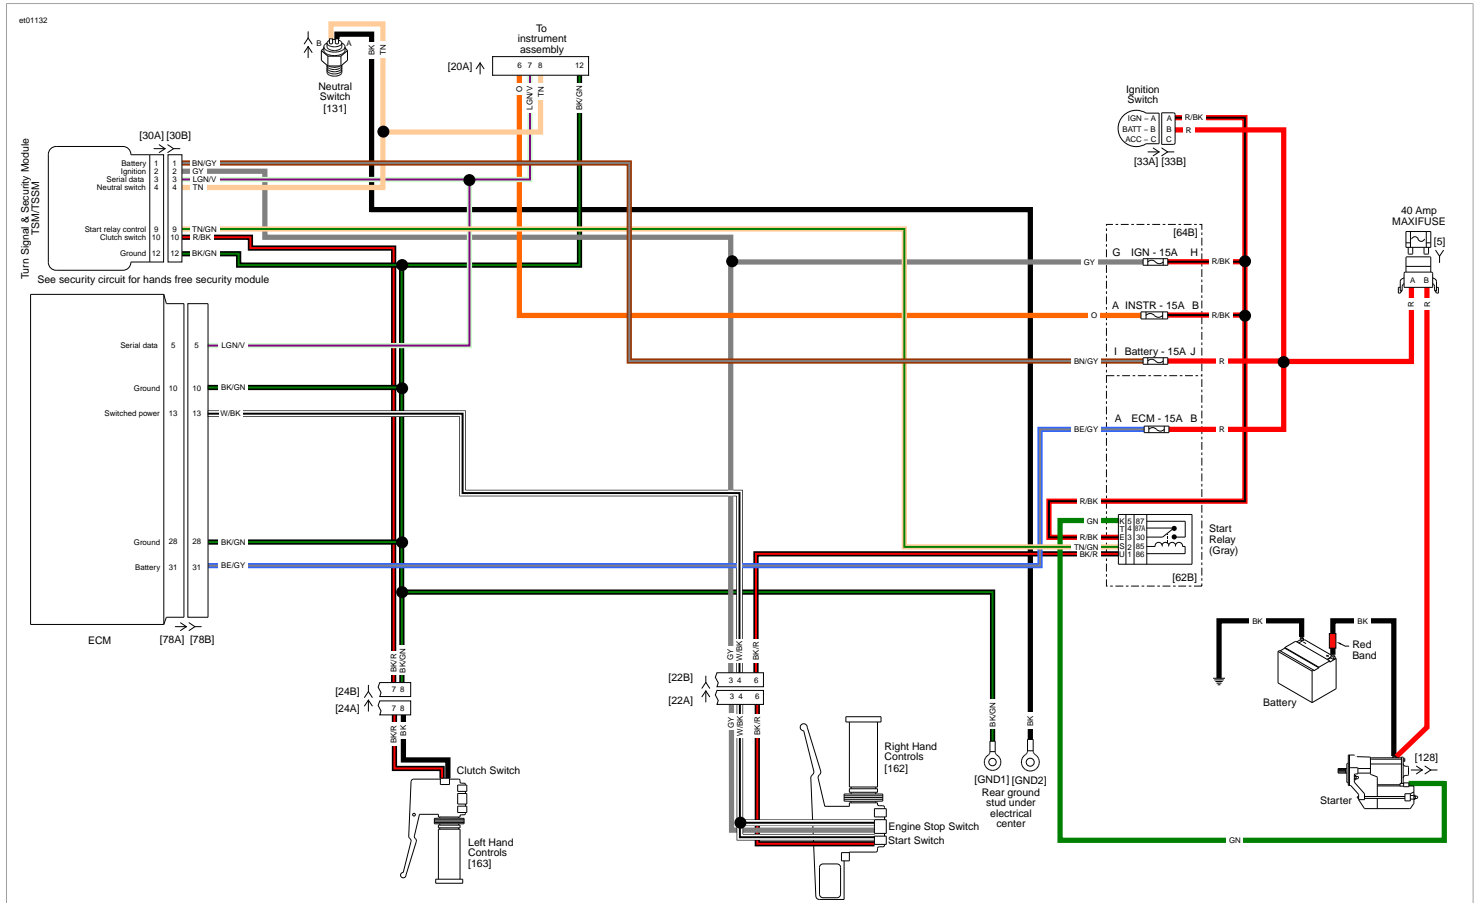 et01132
B A
Neutral
Switch
[131]
BK
TN
To
instrument
assembly
[20A]
6 7 8 12
O
LGN/V
TN
BK/GN
Ignition
Switch
IGN – A A R/BK
BATT – B B R
ACC – C C
[33A] [33B]
40 Amp
MAXIFUSE
[5]
A B
R
R
[30A] [30B]
Turn Signal & Security Module
TSM/TSSM
Battery 1 1 BN/GY
Ignition 2 2 GY
Serial data 3 3 LGN/V
Neutral switch 4 4 TN
Start relay control 9 9 TN/GN
Clutch switch 10 10 R/BK
Ground 12 12 BK/GN
See security circuit for hands free security module
[64B]
GY G IGN - 15A H R/BK
O A INSTR - 15A B R/BK
BN/GY I Battery - 15A J R
BE/GY A ECM - 15A B R
Serial data 5 5 LGN/V
Ground 10 10 BK/GN
Switched power 13 13 W/BK
Ground 28 28 BK/GN
Battery 31 31 BE/GY
ECM
[78A] [78B]
R/BK
GN K 5 87
T 4 87A
R/BK E 3 30
TN/GN S 2 85
BK/R U 1 86
Start
Relay
(Gray)
[62B]
BK/R
BK/GN
[24B] 7 8
[24A] 7 8
BK/R
BK
Clutch Switch
Left Hand
Controls
[163]
GY
W/BK
BK/R
[22B] 3 4 6
[22A] 3 4 6
GY
W/BK
BK/R
Right Hand
Controls
[162]
Engine Stop Switch
Start Switch
BK/GN
BK
[GND1] [GND2]
Rear ground
stud under
electrical
center
BK
BK
Red
Band
Battery
[128]
Starter
GN